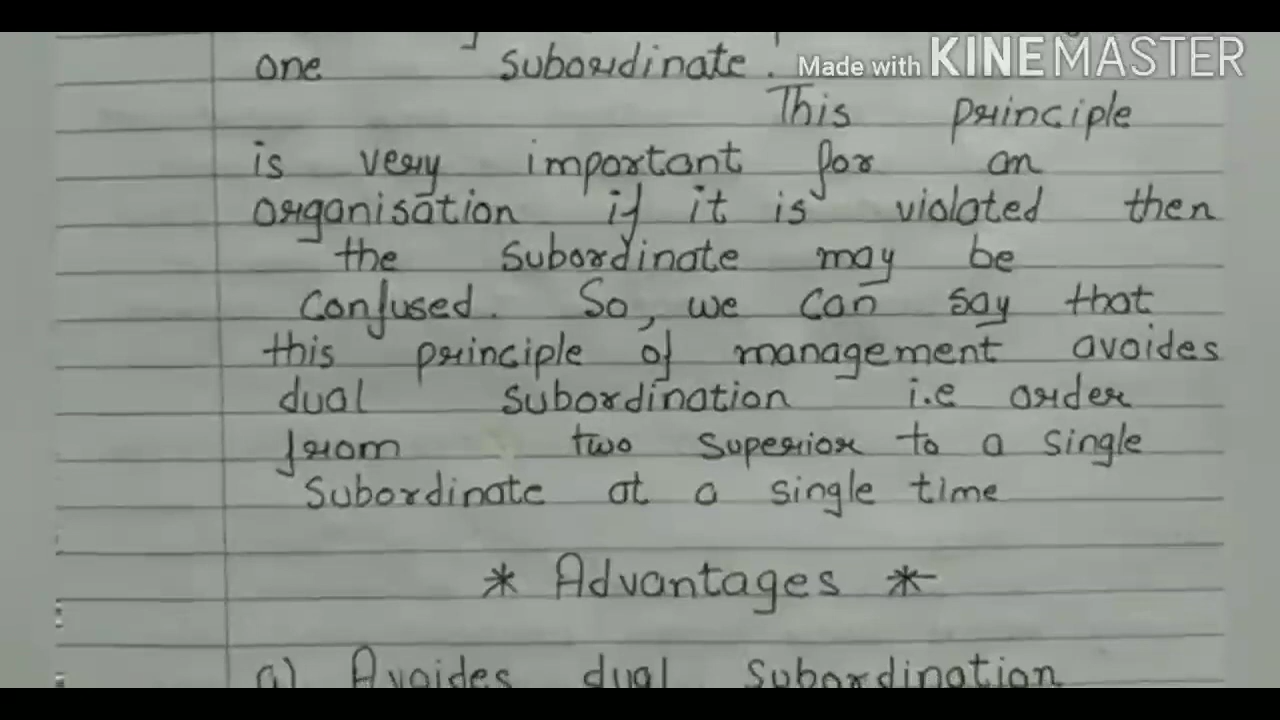 one subordinate.
Made with KINEMASTER
This principle
is very important for an
organisation if it is violated then
the subordinate may be
confused. So, we can say that
this principle of management avoides
dual subordination i.e order
from two superior to a single
subordinate at a single time
* Advantages *
a) Avoides dual subordination